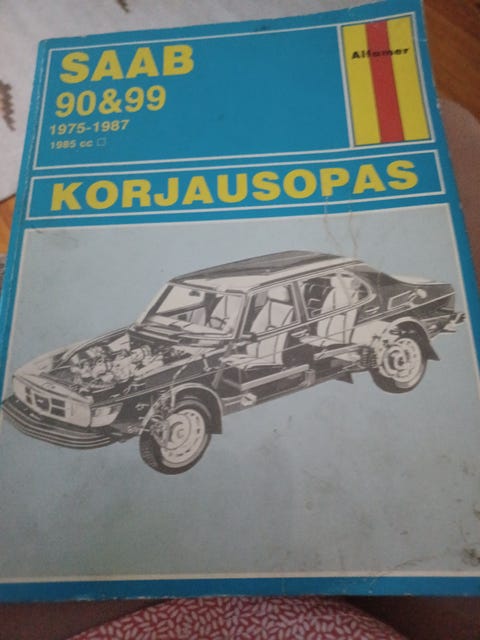 SAAB
90&99
1975-1987
1985 cc □
Alfamer
KORJAUSOPAS